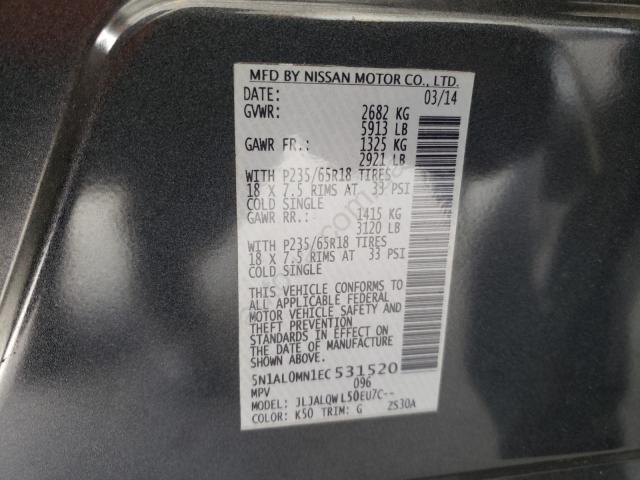 MFD BY NISSAN MOTOR CO., LTD.
DATE: 03/14
GVWR: 2682 KG
5913 LB
GAWR FR.: 1325 KG
2921 LB
WITH P235/65R18 TIRES
18 X 7.5 RIMS AT 33 PSI
COLD SINGLE
GAWR RR.: 1415 KG
3120 LB
WITH P235/65R18 TIRES
18 X 7.5 RIMS AT 33 PSI
COLD SINGLE
THIS VEHICLE CONFORMS TO
ALL APPLICABLE FEDERAL
MOTOR VEHICLE SAFETY AND
THEFT PREVENTION
STANDARDS IN EFFECT ON
THE DATE OF MANUFACTURE
SHOWN ABOVE.
5N1AL0MN1EC531520
MPV 096
MODEL: JLJALQWL50EU7C--
COLOR: K50 TRIM: G ZS30A